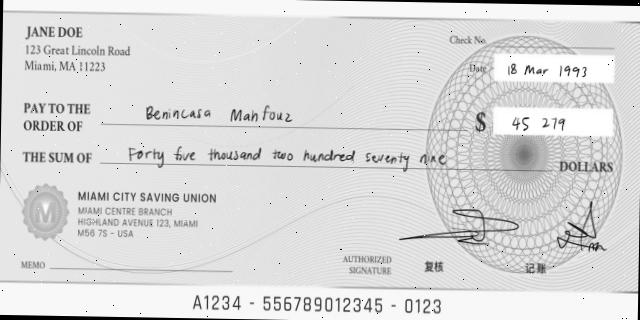 JANE DOE
123 Great Lincoln Road
Miami, MA 11223
Check No.
Date
18 Mar 1993
PAY TO THE
ORDER OF
Benincasa Mahfouz
$
45 279
THE SUM OF
Forty five thousand two hundred seventy nine
DOLLARS
M
MIAMI CITY SAVING UNION
MIAMI CENTRE BRANCH
HIGHLAND AVENUE 123, MIAMI
M56 7S - USA
MEMO
AUTHORIZED
SIGNATURE
复核
记账
A1234 - 556789012345 - 0123